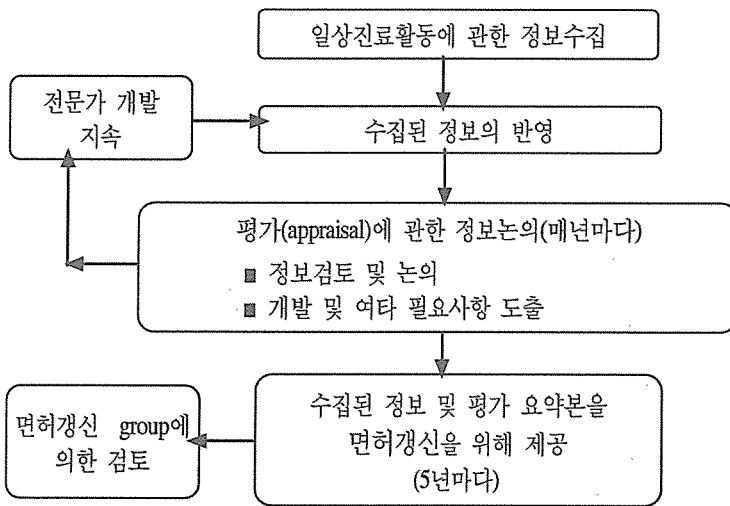 일상진료활동에 관한 정보수집
전문가 개발
지속
수집된 정보의 반영
평가(appraisal)에 관한 정보논의(매년마다)
■ 정보검토 및 논의
■ 개발 및 여타 필요사항 도출
수집된 정보 및 평가 요약본을
면허갱신을 위해 제공
(5년마다)
면허갱신 group에
의한 검토